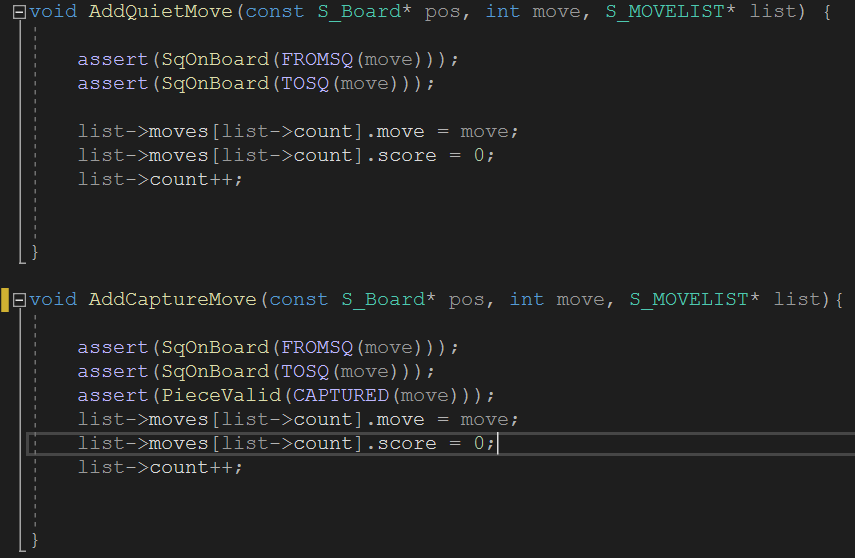 void AddQuietMove(const S_Board* pos, int move, S_MOVELIST* list) {
assert(SqOnBoard(FROMSQ(move)));
assert(SqOnBoard(TOSQ(move)));
list->moves[list->count].move = move;
list->moves[list->count].score = 0;
list->count++;
}
void AddCaptureMove(const S_Board* pos, int move, S_MOVELIST* list){
assert(SqOnBoard(FROMSQ(move)));
assert(SqOnBoard(TOSQ(move)));
assert(PieceValid(CAPTURED(move)));
list->moves[list->count].move = move;
list->moves[list->count].score = 0;
list->count++;
}